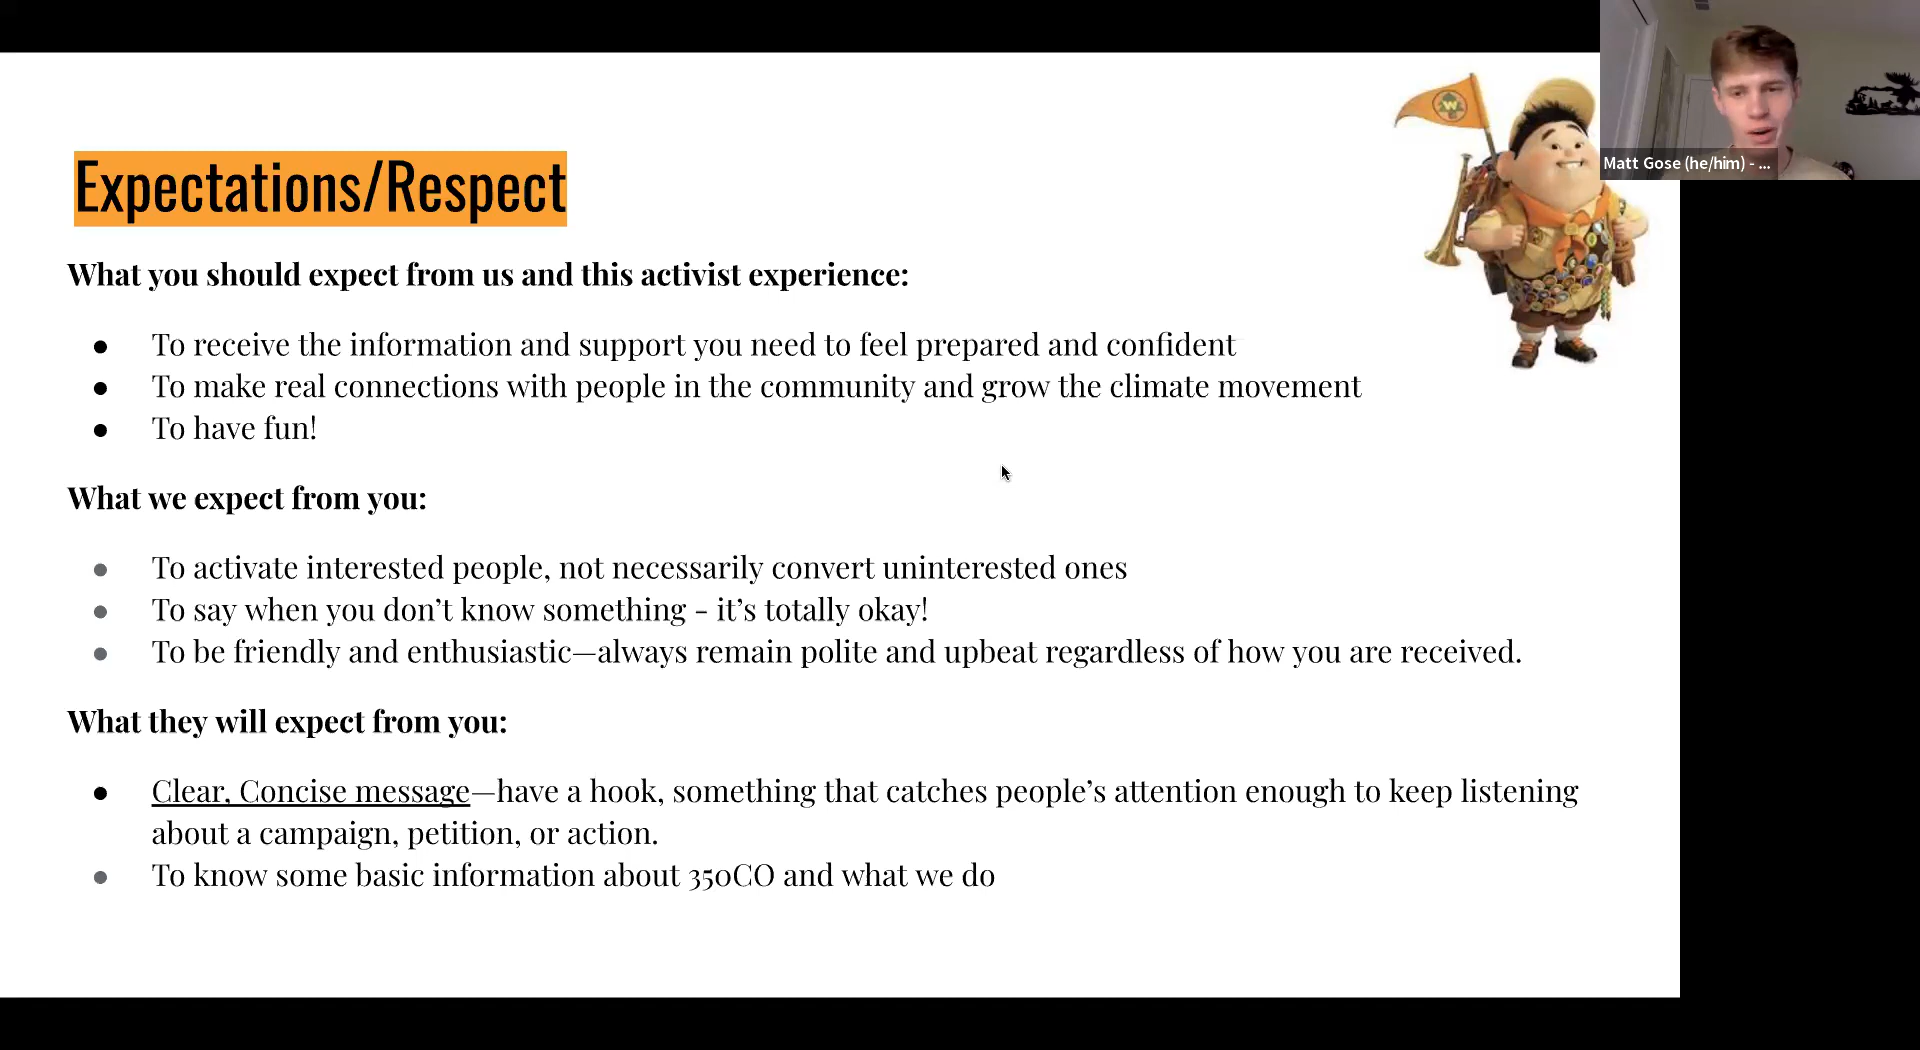 Expectations/Respect
What you should expect from us and this activist experience:
● To receive the information and support you need to feel prepared and confident
● To make real connections with people in the community and grow the climate movement
● To have fun!
What we expect from you:
● To activate interested people, not necessarily convert uninterested ones
● To say when you don’t know something - it’s totally okay!
● To be friendly and enthusiastic—always remain polite and upbeat regardless of how you are received.
What they will expect from you:
● Clear, Concise message—have a hook, something that catches people’s attention enough to keep listening
about a campaign, petition, or action.
● To know some basic information about 350CO and what we do
W
Matt Gose (he/him) - ...